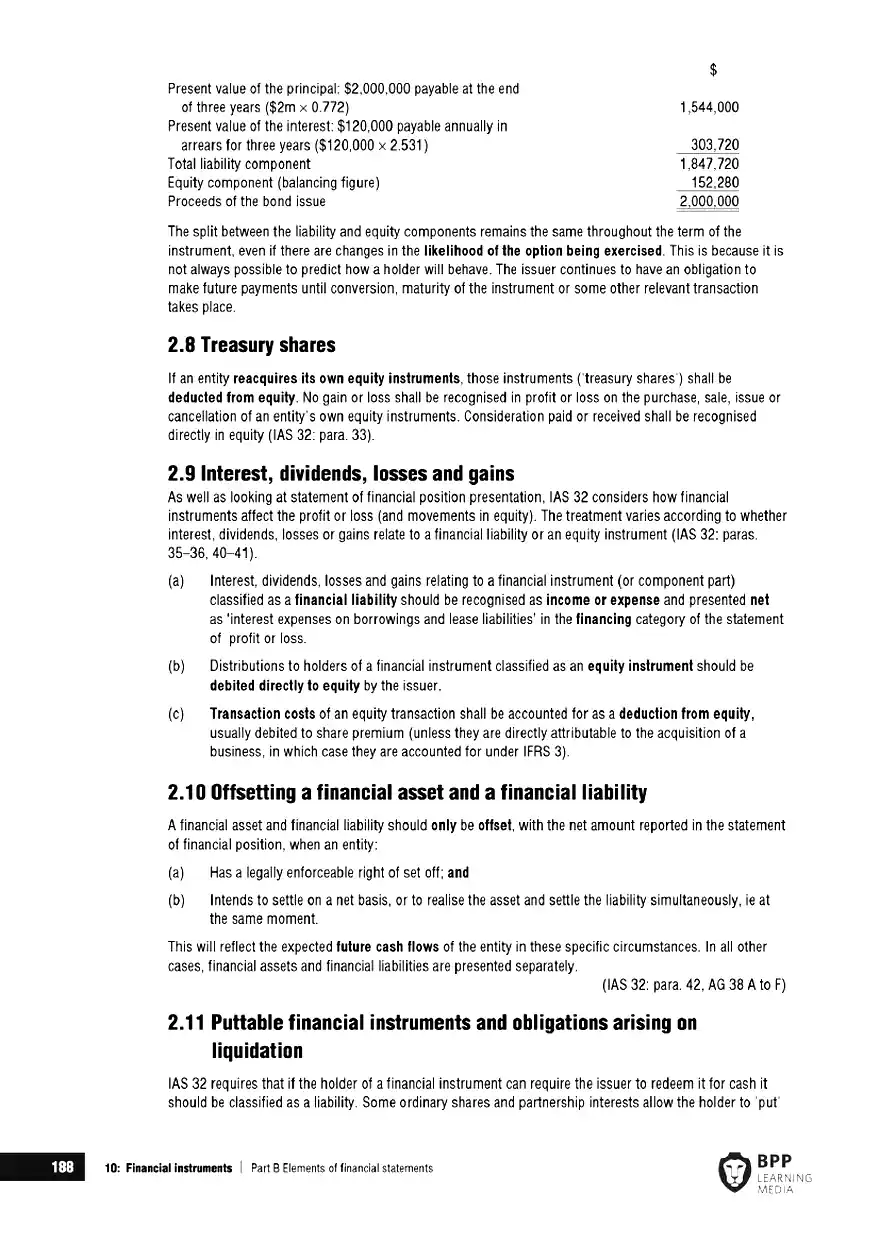 $
Present value of the principal: $2,000,000 payable at the end
of three years ($2m × 0.772) 1,544,000
Present value of the interest: $120,000 payable annually in
arrears for three years ($120,000 × 2.531) 303,720
Total liability component 1,847,720
Equity component (balancing figure) 152,280
Proceeds of the bond issue 2,000,000
The split between the liability and equity components remains the same throughout the term of the
instrument, even if there are changes in the likelihood of the option being exercised. This is because it is
not always possible to predict how a holder will behave. The issuer continues to have an obligation to
make future payments until conversion, maturity of the instrument or some other relevant transaction
takes place.
2.8 Treasury shares
If an entity reacquires its own equity instruments, those instruments ('treasury shares') shall be
deducted from equity. No gain or loss shall be recognised in profit or loss on the purchase, sale, issue or
cancellation of an entity's own equity instruments. Consideration paid or received shall be recognised
directly in equity (IAS 32: para. 33).
2.9 Interest, dividends, losses and gains
As well as looking at statement of financial position presentation, IAS 32 considers how financial
instruments affect the profit or loss (and movements in equity). The treatment varies according to whether
interest, dividends, losses or gains relate to a financial liability or an equity instrument (IAS 32: paras.
35–36, 40–41).
(a) Interest, dividends, losses and gains relating to a financial instrument (or component part)
classified as a financial liability should be recognised as income or expense and presented net
as 'interest expenses on borrowings and lease liabilities' in the financing category of the statement
of profit or loss.
(b) Distributions to holders of a financial instrument classified as an equity instrument should be
debited directly to equity by the issuer.
(c) Transaction costs of an equity transaction shall be accounted for as a deduction from equity,
usually debited to share premium (unless they are directly attributable to the acquisition of a
business, in which case they are accounted for under IFRS 3).
2.10 Offsetting a financial asset and a financial liability
A financial asset and financial liability should only be offset, with the net amount reported in the statement
of financial position, when an entity:
(a) Has a legally enforceable right of set off; and
(b) Intends to settle on a net basis, or to realise the asset and settle the liability simultaneously, ie at
the same moment.
This will reflect the expected future cash flows of the entity in these specific circumstances. In all other
cases, financial assets and financial liabilities are presented separately.
(IAS 32: para. 42, AG 38 A to F)
2.11 Puttable financial instruments and obligations arising on
liquidation
IAS 32 requires that if the holder of a financial instrument can require the issuer to redeem it for cash it
should be classified as a liability. Some ordinary shares and partnership interests allow the holder to 'put'
188 10: Financial instruments | Part B Elements of financial statements
BPP
LEARNING
MEDIA